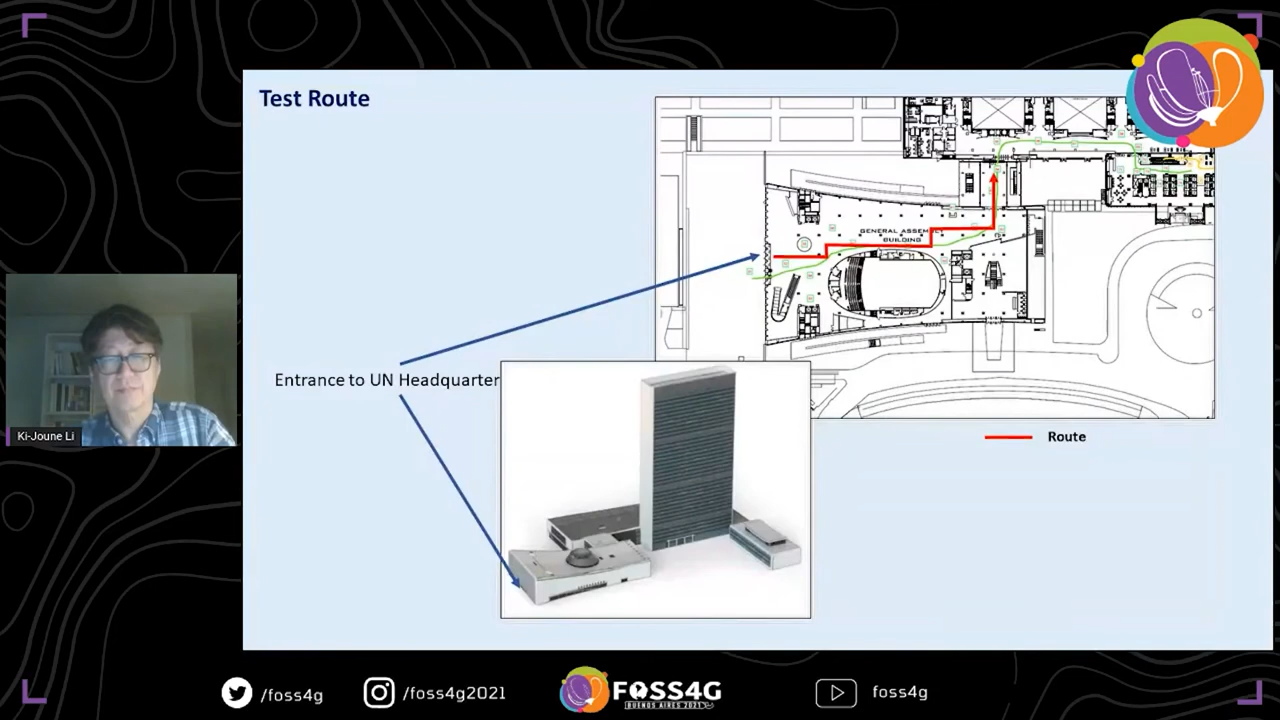 Test Route
GENERAL ASSEMBLY
BUILDING
Entrance to UN Headquarter
Route
Ki-Joune Li
/foss4g
/foss4g2021
FOSS4G
BUENOS AIRES 2021
foss4g